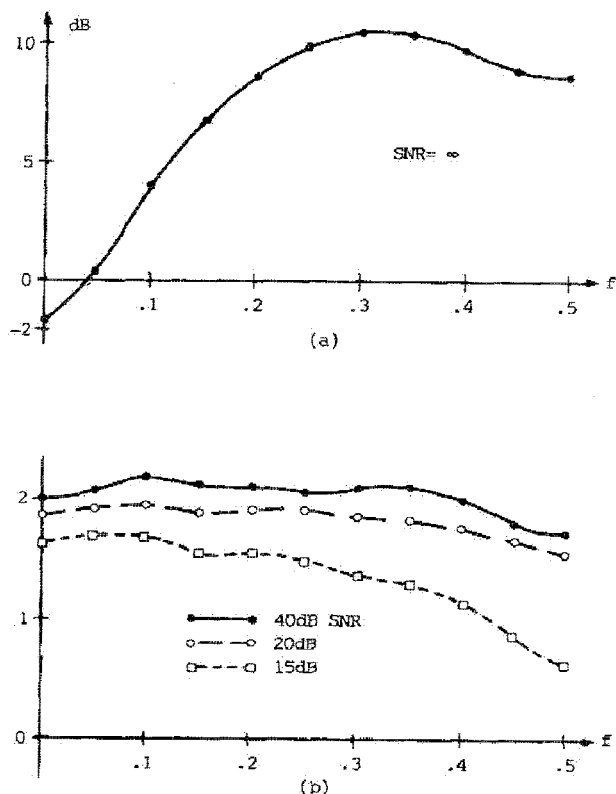 dB
10
5
SNR= ∞
0
-2
f
.1 .2 .3 .4 .5
(a)
2
1
40dB SNR
20dB
15dB
0
f
.1 .2 .3 .4 .5
(b)